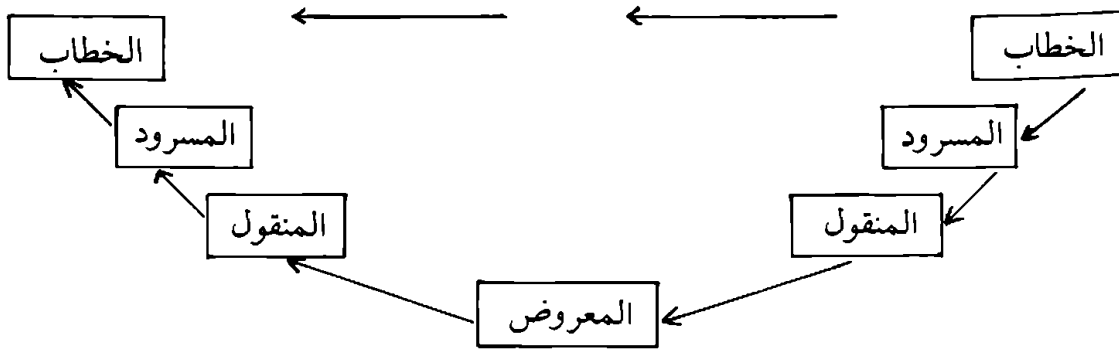 الخطاب الخطاب
المسرود المسرود
المنقول المنقول
المعروض